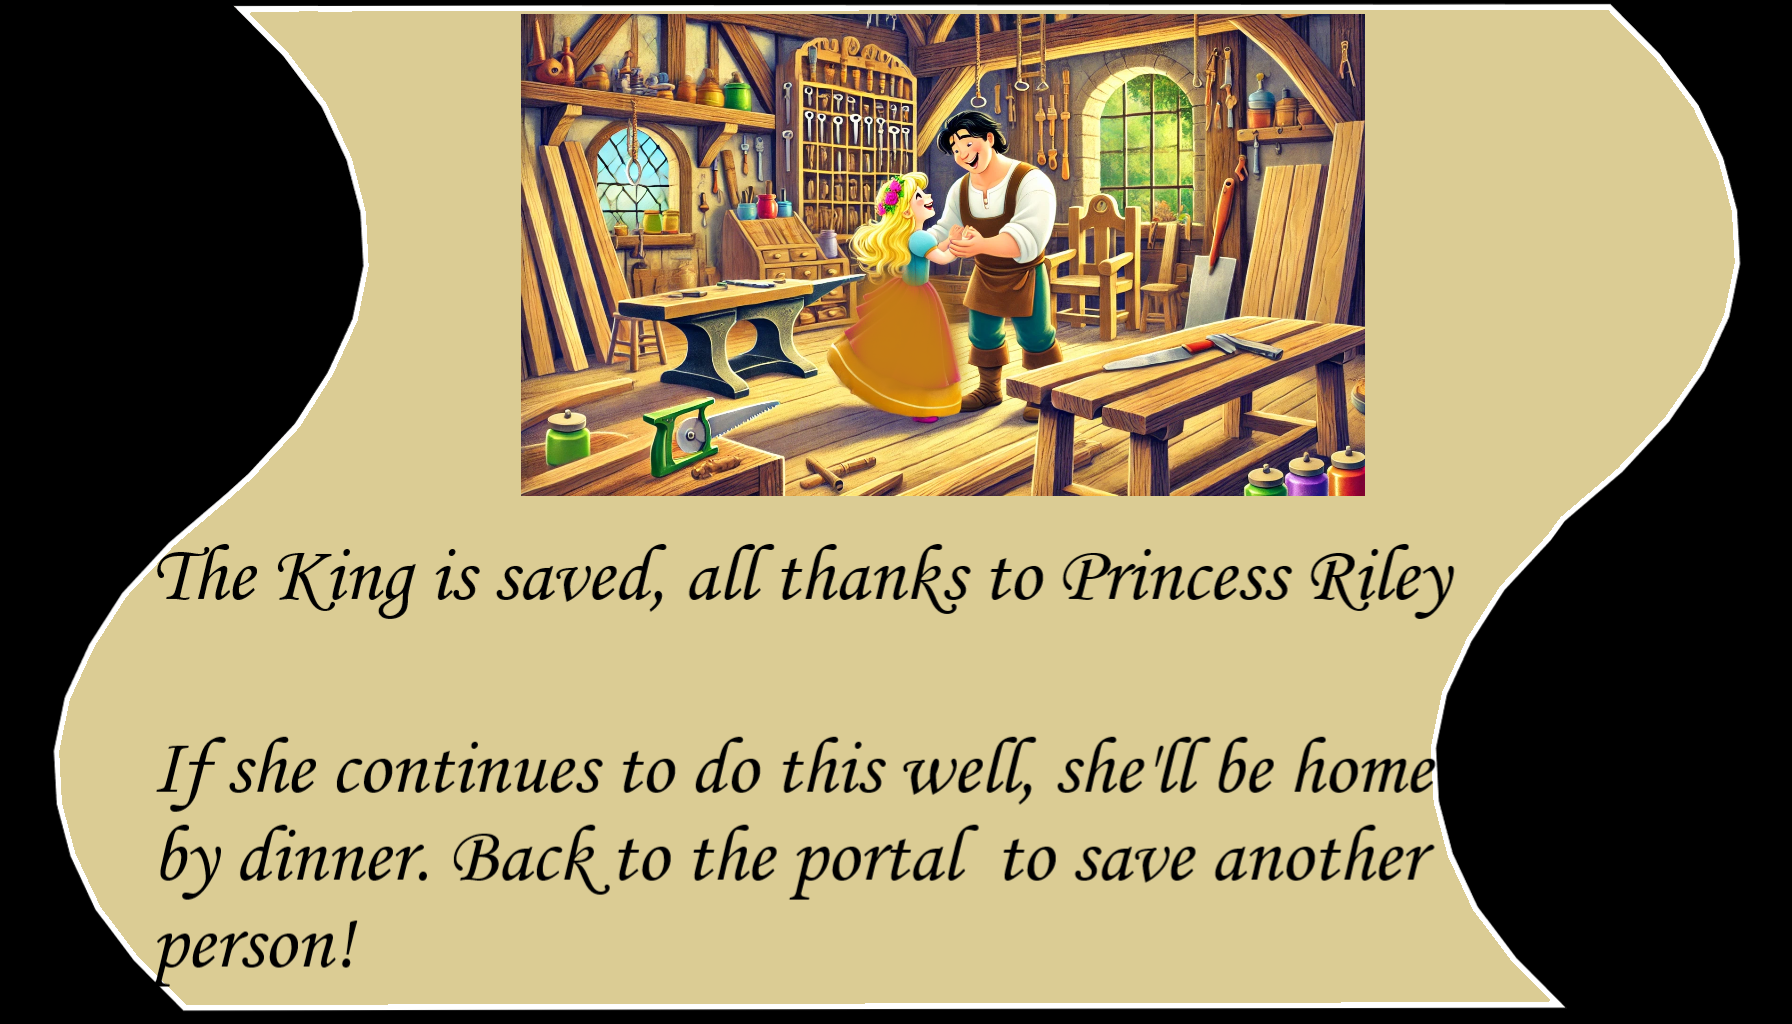 The King is saved, all thanks to Princess Riley
If she continues to do this well, she'll be home
by dinner. Back to the portal  to save another
person!